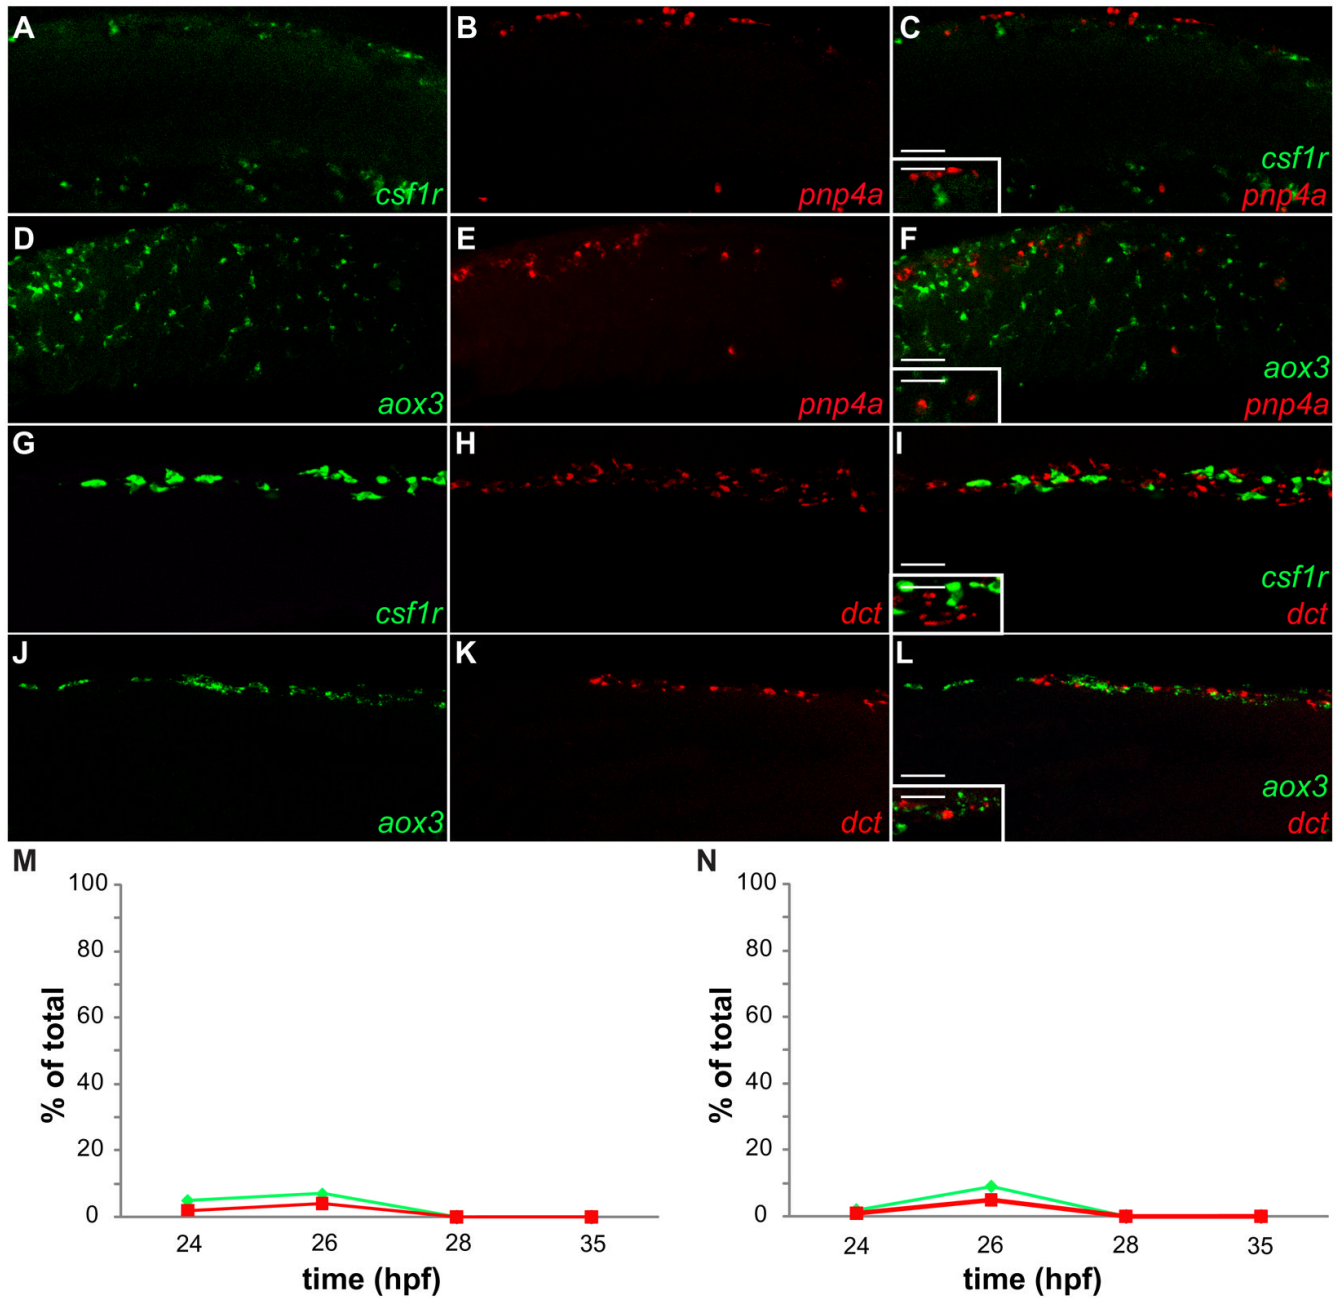 A
csf1r
B
pnp4a
C
csf1r
pnp4a
D
aox3
E
pnp4a
F
aox3
pnp4a
G
csf1r
H
dct
I
csf1r
dct
J
aox3
K
dct
L
aox3
dct
M
100
80
60
40
20
0
% of total
24 26 28 35
time (hpf)
N
100
80
60
40
20
0
% of total
24 26 28 35
time (hpf)